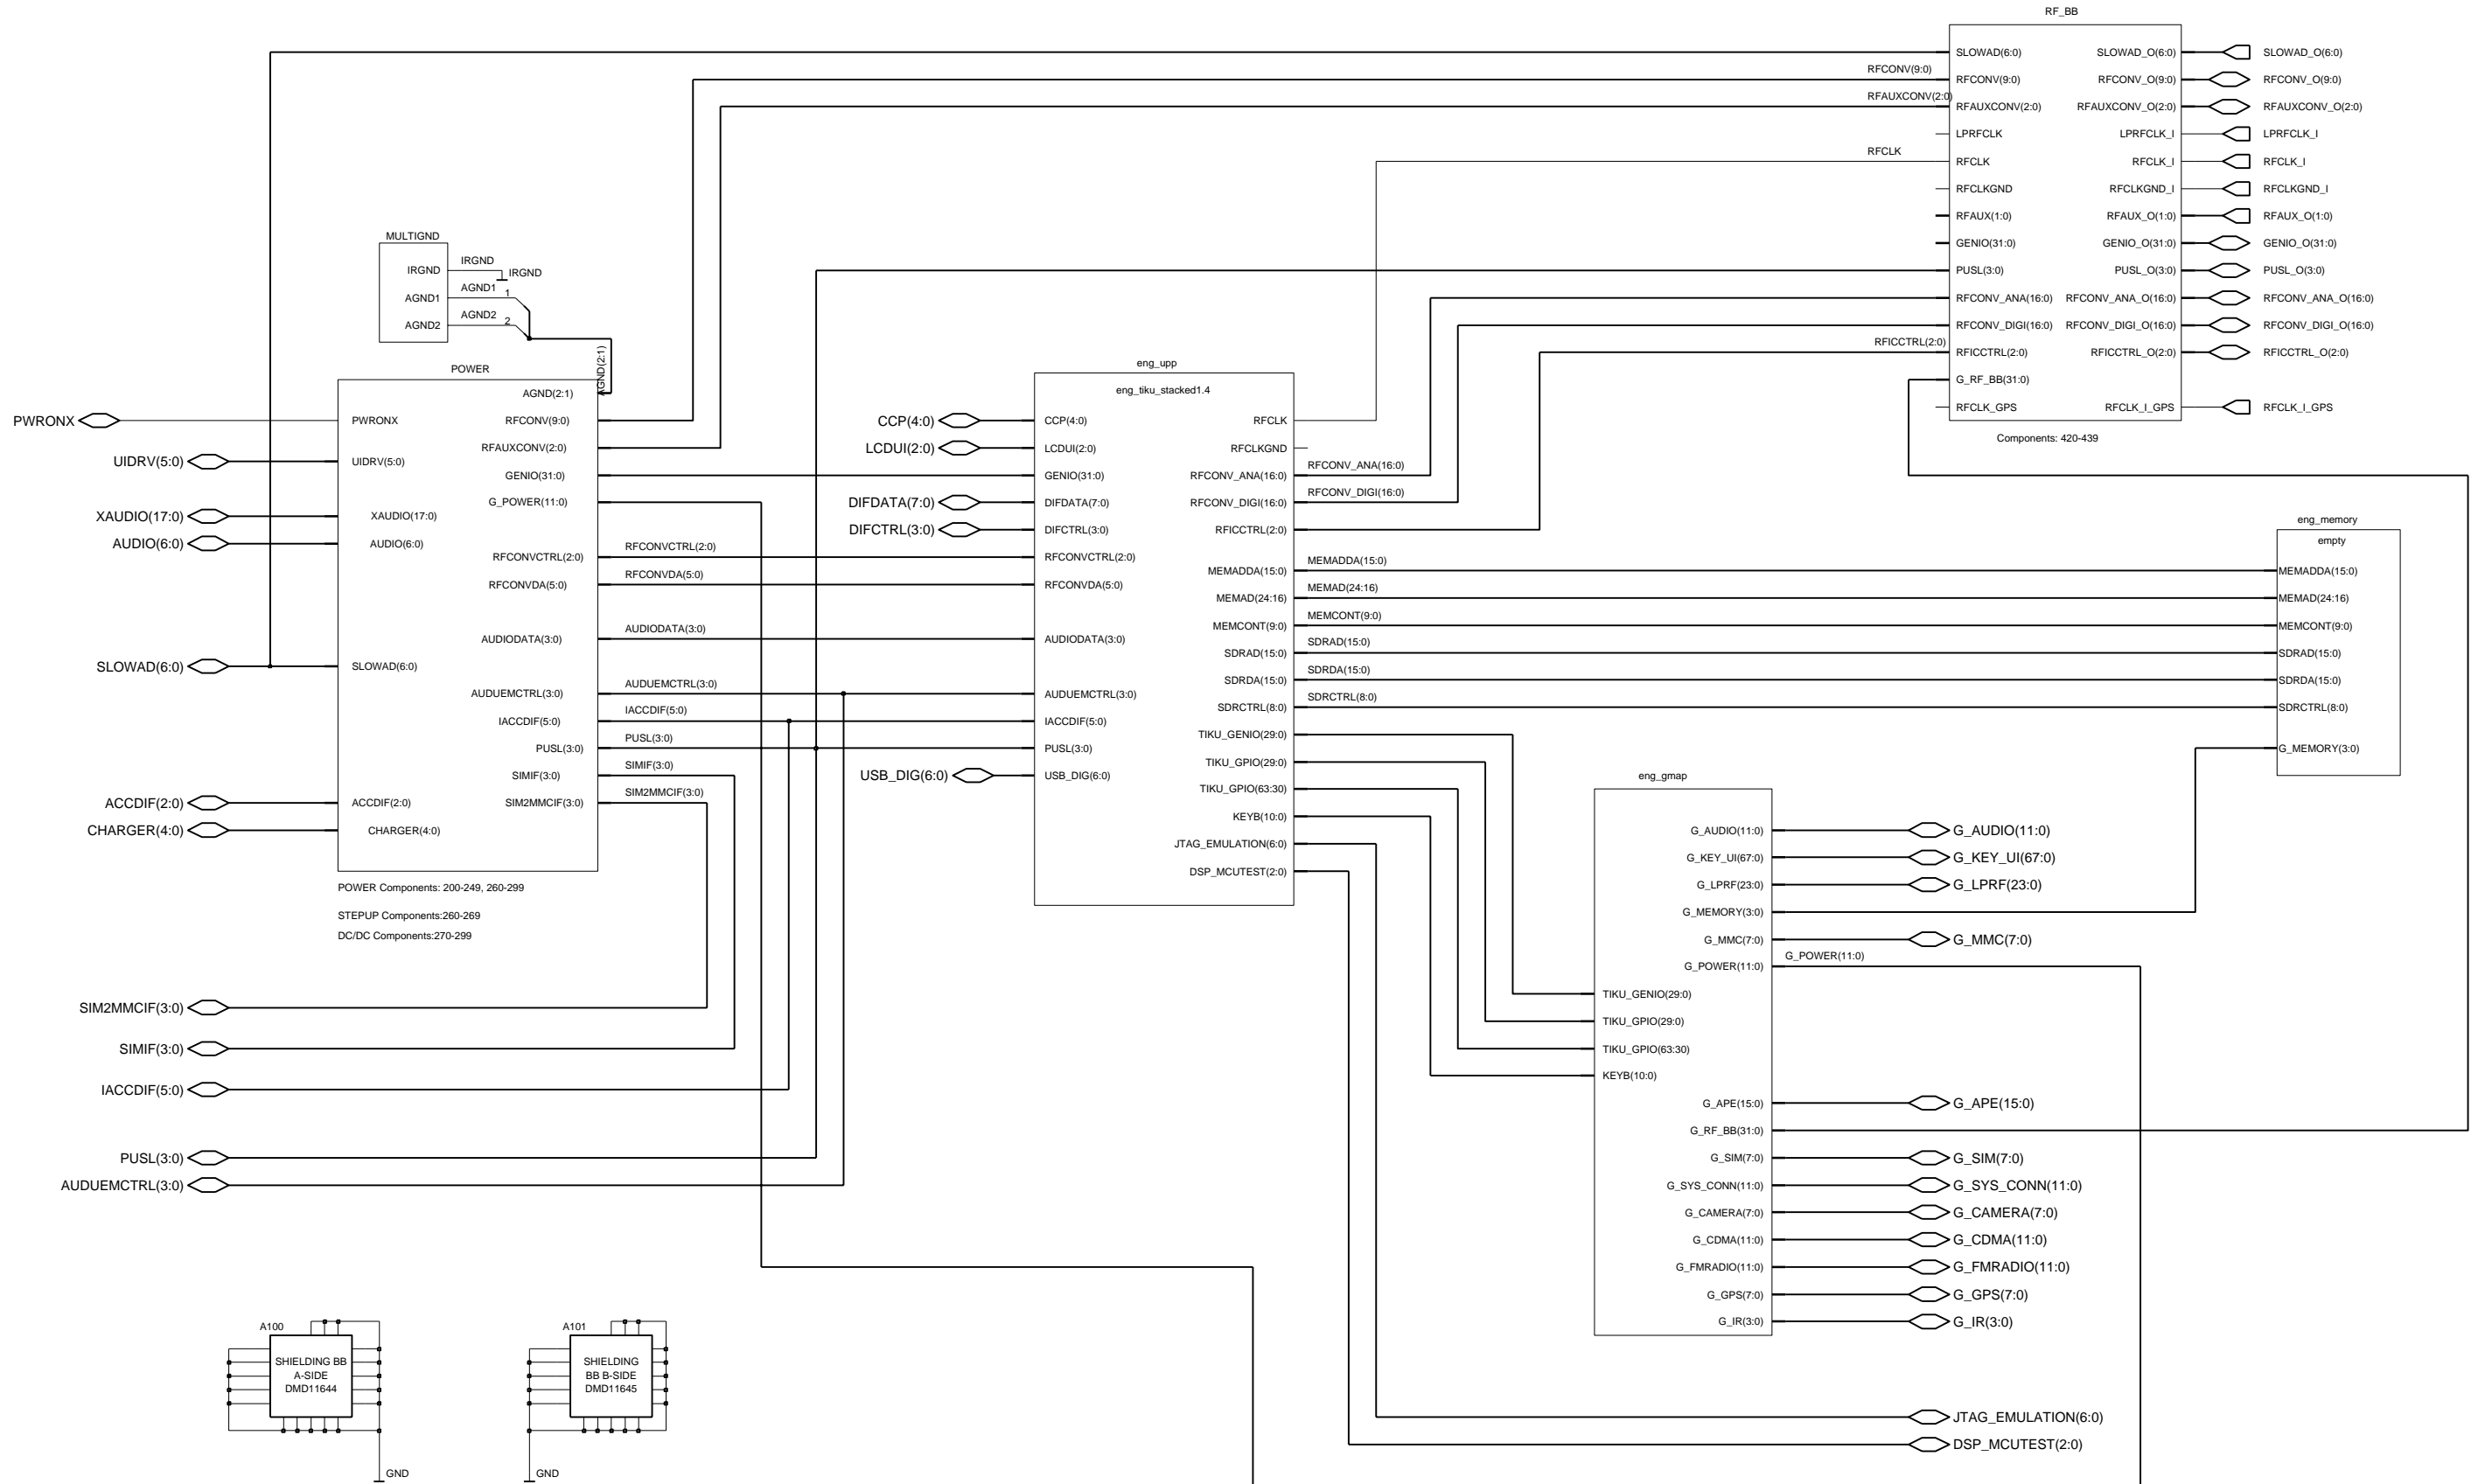 RF_BB
SLOWAD(6:0)
RFCONV(9:0)
RFAUXCONV(2:0)
LPRFCLK
RFCLK
RFCLKGND
RFAUX(1:0)
GENIO(31:0)
PUSL(3:0)
RFCONV_ANA(16:0)
RFCONV_DIGI(16:0)
RFICCTRL(2:0)
G_RF_BB(31:0)
RFCLK_GPS
SLOWAD_O(6:0)
RFCONV_O(9:0)
RFAUXCONV_O(2:0)
LPRFCLK_I
RFCLK_I
RFCLKGND_I
RFAUX_O(1:0)
GENIO_O(31:0)
PUSL_O(3:0)
RFCONV_ANA_O(16:0)
RFCONV_DIGI_O(16:0)
RFICCTRL_O(2:0)
RFCLK_I_GPS
SLOWAD_O(6:0)
RFCONV_O(9:0)
RFAUXCONV_O(2:0)
LPRFCLK_I
RFCLK_I
RFCLKGND_I
RFAUX_O(1:0)
GENIO_O(31:0)
PUSL_O(3:0)
RFCONV_ANA_O(16:0)
RFCONV_DIGI_O(16:0)
RFICCTRL_O(2:0)
RFCLK_I_GPS
Components: 420-439
RFCONV(9:0)
RFAUXCONV(2:0)
RFCLK
RFICCTRL(2:0)
MULTIGND
IRGND
AGND1
AGND2
IRGND
IRGND
AGND1
1
AGND2
2
AGND(2:1)
POWER
PWRONX
UIDRV(5:0)
XAUDIO(17:0)
AUDIO(6:0)
SLOWAD(6:0)
ACCDIF(2:0)
CHARGER(4:0)
SIM2MMCIF(3:0)
SIMIF(3:0)
IACCDIF(5:0)
PUSL(3:0)
AUDUEMCTRL(3:0)
PWRONX
UIDRV(5:0)
XAUDIO(17:0)
AUDIO(6:0)
SLOWAD(6:0)
ACCDIF(2:0)
CHARGER(4:0)
AGND(2:1)
RFCONV(9:0)
RFAUXCONV(2:0)
GENIO(31:0)
G_POWER(11:0)
RFCONVCTRL(2:0)
RFCONVDA(5:0)
AUDIODATA(3:0)
AUDUEMCTRL(3:0)
IACCDIF(5:0)
PUSL(3:0)
SIMIF(3:0)
SIM2MMCIF(3:0)
POWER Components: 200-249, 260-299
STEPUP Components:260-269
DC/DC Components:270-299
RFCONVCTRL(2:0)
RFCONVDA(5:0)
AUDIODATA(3:0)
AUDUEMCTRL(3:0)
IACCDIF(5:0)
PUSL(3:0)
SIMIF(3:0)
SIM2MMCIF(3:0)
eng_upp
eng_tiku_stacked1.4
CCP(4:0)
LCDUI(2:0)
DIFDATA(7:0)
DIFCTRL(3:0)
USB_DIG(6:0)
CCP(4:0)
LCDUI(2:0)
GENIO(31:0)
DIFDATA(7:0)
DIFCTRL(3:0)
RFCONVCTRL(2:0)
RFCONVDA(5:0)
AUDIODATA(3:0)
AUDUEMCTRL(3:0)
IACCDIF(5:0)
PUSL(3:0)
USB_DIG(6:0)
RFCLK
RFCLKGND
RFCONV_ANA(16:0)
RFCONV_DIGI(16:0)
RFICCTRL(2:0)
MEMADDA(15:0)
MEMAD(24:16)
MEMCONT(9:0)
SDRAD(15:0)
SDRDA(15:0)
SDRCTRL(8:0)
TIKU_GENIO(29:0)
TIKU_GPIO(29:0)
TIKU_GPIO(63:30)
KEYB(10:0)
JTAG_EMULATION(6:0)
DSP_MCUTEST(2:0)
RFCONV_ANA(16:0)
RFCONV_DIGI(16:0)
MEMADDA(15:0)
MEMAD(24:16)
MEMCONT(9:0)
SDRAD(15:0)
SDRDA(15:0)
SDRCTRL(8:0)
eng_memory
empty
MEMADDA(15:0)
MEMAD(24:16)
MEMCONT(9:0)
SDRAD(15:0)
SDRDA(15:0)
SDRCTRL(8:0)
G_MEMORY(3:0)
eng_gmap
TIKU_GENIO(29:0)
TIKU_GPIO(29:0)
TIKU_GPIO(63:30)
KEYB(10:0)
G_AUDIO(11:0)
G_KEY_UI(67:0)
G_LPRF(23:0)
G_MEMORY(3:0)
G_MMC(7:0)
G_POWER(11:0)
G_APE(15:0)
G_RF_BB(31:0)
G_SIM(7:0)
G_SYS_CONN(11:0)
G_CAMERA(7:0)
G_CDMA(11:0)
G_FMRADIO(11:0)
G_GPS(7:0)
G_IR(3:0)
G_POWER(11:0)
G_AUDIO(11:0)
G_KEY_UI(67:0)
G_LPRF(23:0)
G_MMC(7:0)
G_APE(15:0)
G_SIM(7:0)
G_SYS_CONN(11:0)
G_CAMERA(7:0)
G_CDMA(11:0)
G_FMRADIO(11:0)
G_GPS(7:0)
G_IR(3:0)
JTAG_EMULATION(6:0)
DSP_MCUTEST(2:0)
A100
SHIELDING BB
A-SIDE
DMD11644
GND
A101
SHIELDING
BB B-SIDE
DMD11645
GND